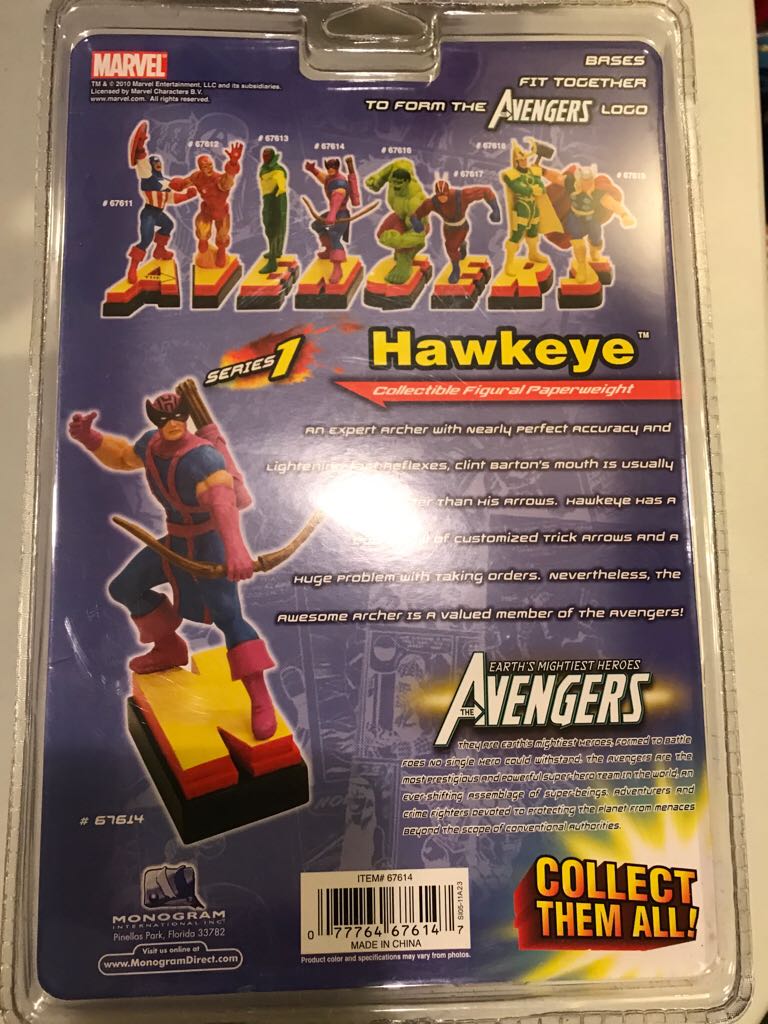 MARVEL
TM & © 2010 Marvel Entertainment, LLC and its subsidiaries.
Licensed by Marvel Characters B.V.
www.marvel.com. All rights reserved.
BASES
FIT TOGETHER
TO FORM THE AVENGERS LOGO
# 67611
# 67612
# 67613
# 67614
# 67616
# 67617
# 67618
# 67615
THE
A V E N G E R S
SERIES 1
Hawkeye™
Collectible Figural Paperweight
An expert archer with nearly perfect accuracy and
reflexes, Clint Barton's mouth is usually
than his arrows. Hawkeye has a
of customized trick arrows and a
huge problem with taking orders. Nevertheless, the
awesome archer is a valued member of the Avengers!
N
# 67614
EARTH'S MIGHTIEST HEROES
THE AVENGERS
They are Earth's mightiest heroes, formed to battle
foes no single hero could withstand. The Avengers are the
most prestigious and powerful super-hero team in the world, an
ever-shifting assemblage of super-beings, adventurers and
crime fighters devoted to protecting the planet from menaces
beyond the scope of conventional authorities.
COLLECT
THEM ALL!
MONOGRAM
INTERNATIONAL INC
Pinellas Park, Florida 33782
Visit us online at
www.MonogramDirect.com
ITEM# 67614
0 77764 67614 7
SI05-11A23
MADE IN CHINA
Product color and specifications may vary from photos.